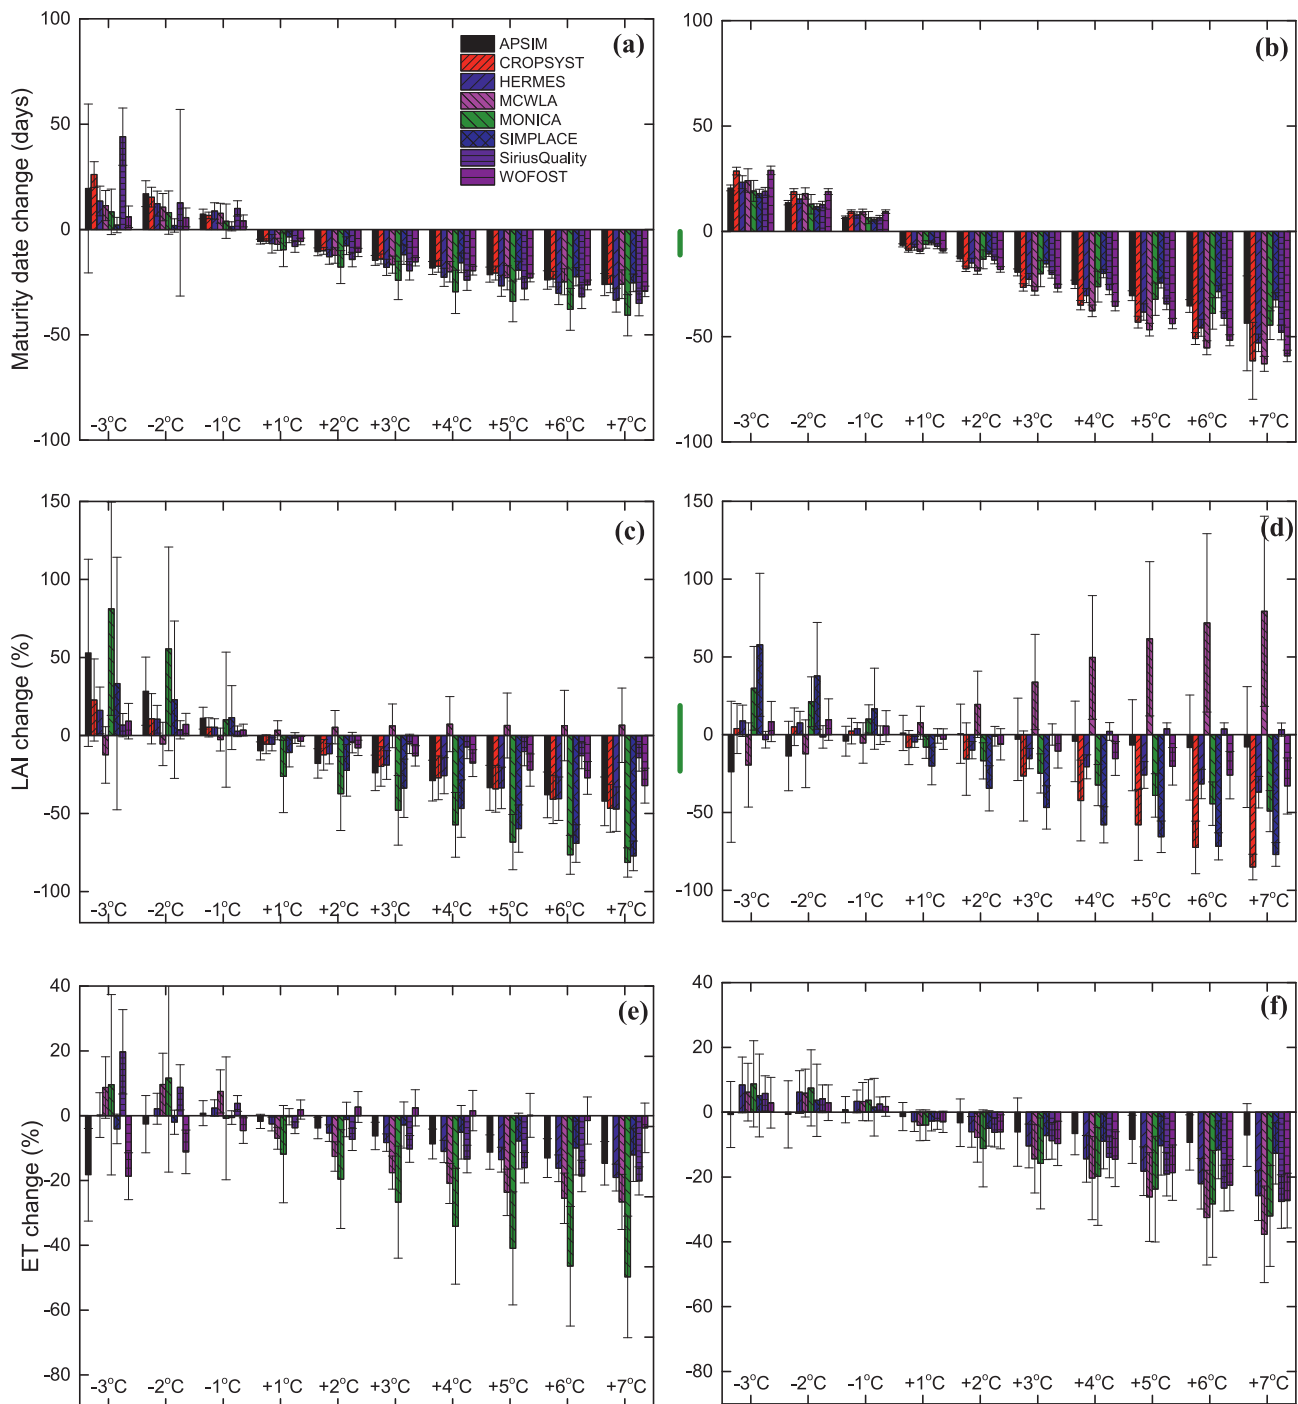 100
50
0
-50
-100
Maturity date change (days)
(a)
APSIM
CROPSYST
HERMES
MCWLA
MONICA
SIMPLACE
SiriusQuality
WOFOST
-3°C -2°C -1°C +1°C +2°C +3°C +4°C +5°C +6°C +7°C
100
50
0
-50
-100
(b)
-3°C -2°C -1°C +1°C +2°C +3°C +4°C +5°C +6°C +7°C
150
100
50
0
-50
-100
LAI change (%)
(c)
-3°C -2°C -1°C +1°C +2°C +3°C +4°C +5°C +6°C +7°C
150
100
50
0
-50
-100
(d)
-3°C -2°C -1°C +1°C +2°C +3°C +4°C +5°C +6°C +7°C
40
20
0
-20
-40
-60
-80
ET change (%)
(e)
-3°C -2°C -1°C +1°C +2°C +3°C +4°C +5°C +6°C +7°C
40
20
0
-20
-40
-60
-80
(f)
-3°C -2°C -1°C +1°C +2°C +3°C +4°C +5°C +6°C +7°C